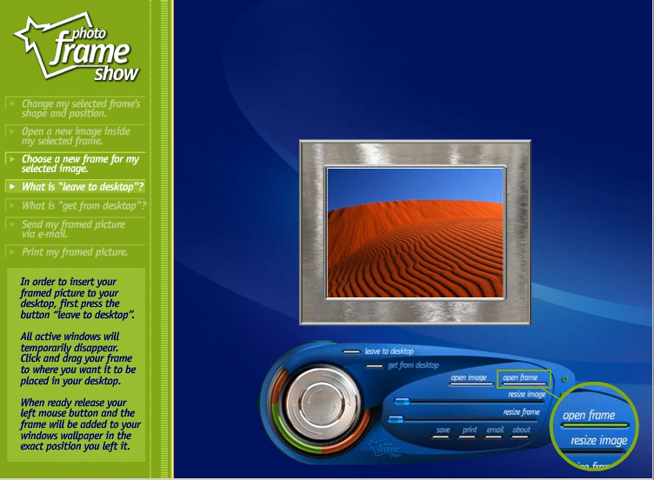 photo
frame
show
Change my selected frame's
shape and position.
Open a new image inside
my selected frame.
Choose a new frame for my
selected image.
What is "leave to desktop"?
What is "get from desktop"?
Send my framed picture
via e-mail.
Print my framed picture.
In order to insert your
framed picture to your
desktop, first press the
button "leave to desktop".
All active windows will
temporarily disappear.
Click and drag your frame
to where you want it to be
placed in your desktop.
When ready release your
left mouse button and the
frame will be added to your
windows wallpaper in the
exact position you left it.
leave to desktop
get from desktop
open image open frame
resize image
resize frame
save print email about
frame
open frame
resize image